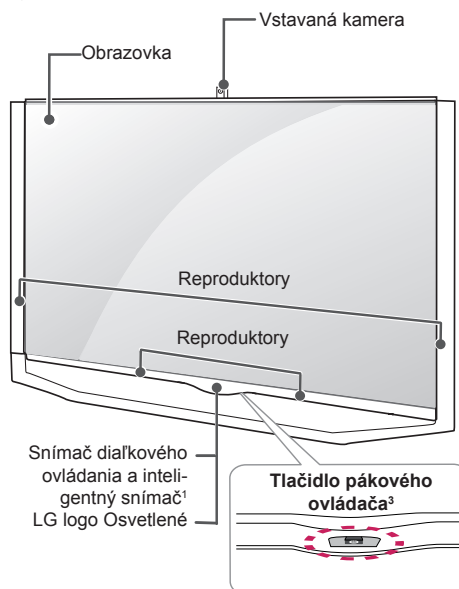 Vstavaná kamera
Obrazovka
Reproduktory
Reproduktory
Snímač diaľkového
ovládania a inteli-
gentný snímač¹
LG logo Osvetlené
Tlačidlo pákového
ovládača³